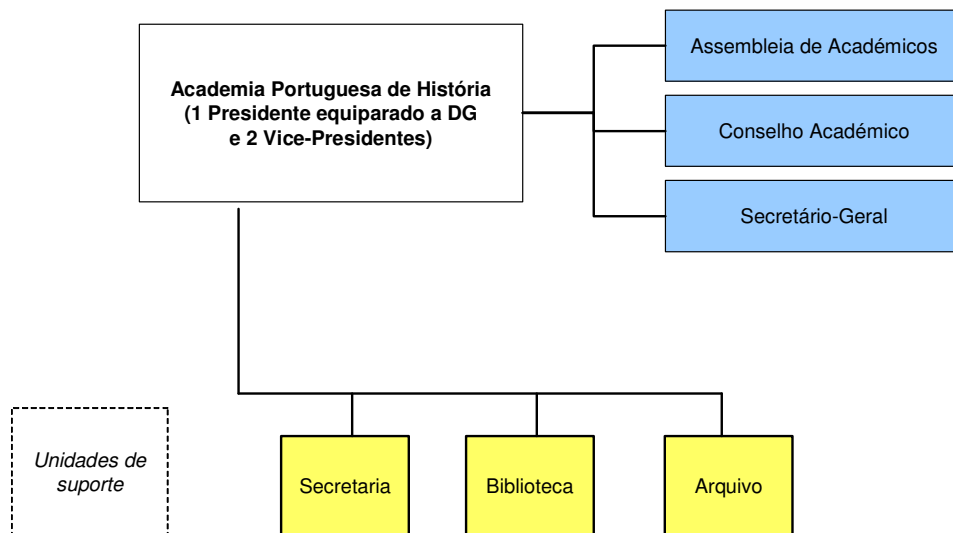 Academia Portuguesa de História
(1 Presidente equiparado a DG
e 2 Vice-Presidentes)
Assembleia de Académicos
Conselho Académico
Secretário-Geral
Unidades de
suporte
Secretaria
Biblioteca
Arquivo